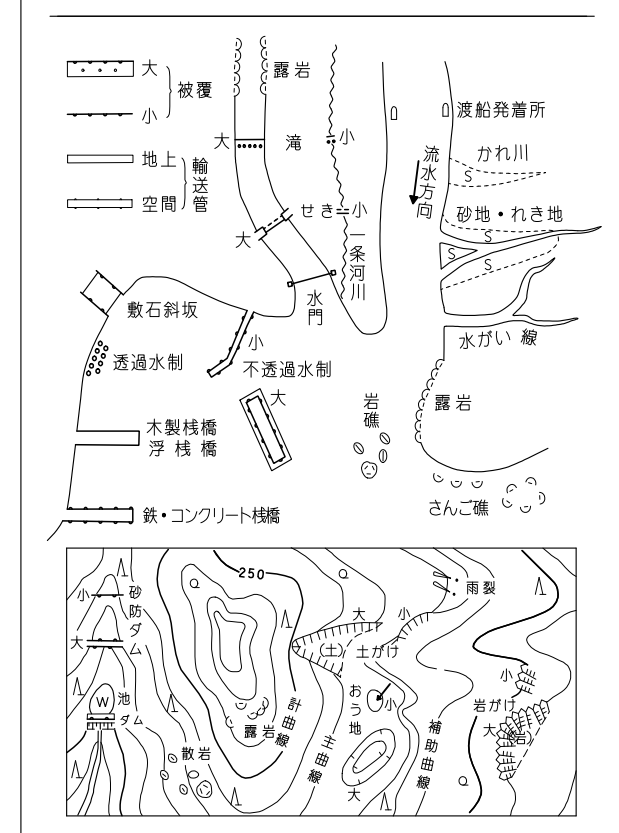 大
小
被覆
地上
空間
輸送管
露岩
大
滝
小
せき
小
大
一条河川
水門
流水方向
渡船発着所
かれ川
S
砂地・れき地
S
S
S
水がい線
露岩
敷石斜坂
透過水制
小
不透過水制
大
木製桟橋
浮桟橋
鉄・コンクリート桟橋
岩礁
さんご礁
小
砂防ダム
大
W
池
ダム
250
Q
Q
露岩
散岩
計曲線
主曲線
大
小
(土)
土がけ
おう地
小
大
補助曲線
雨裂
小
岩がけ
大
(岩)
Q